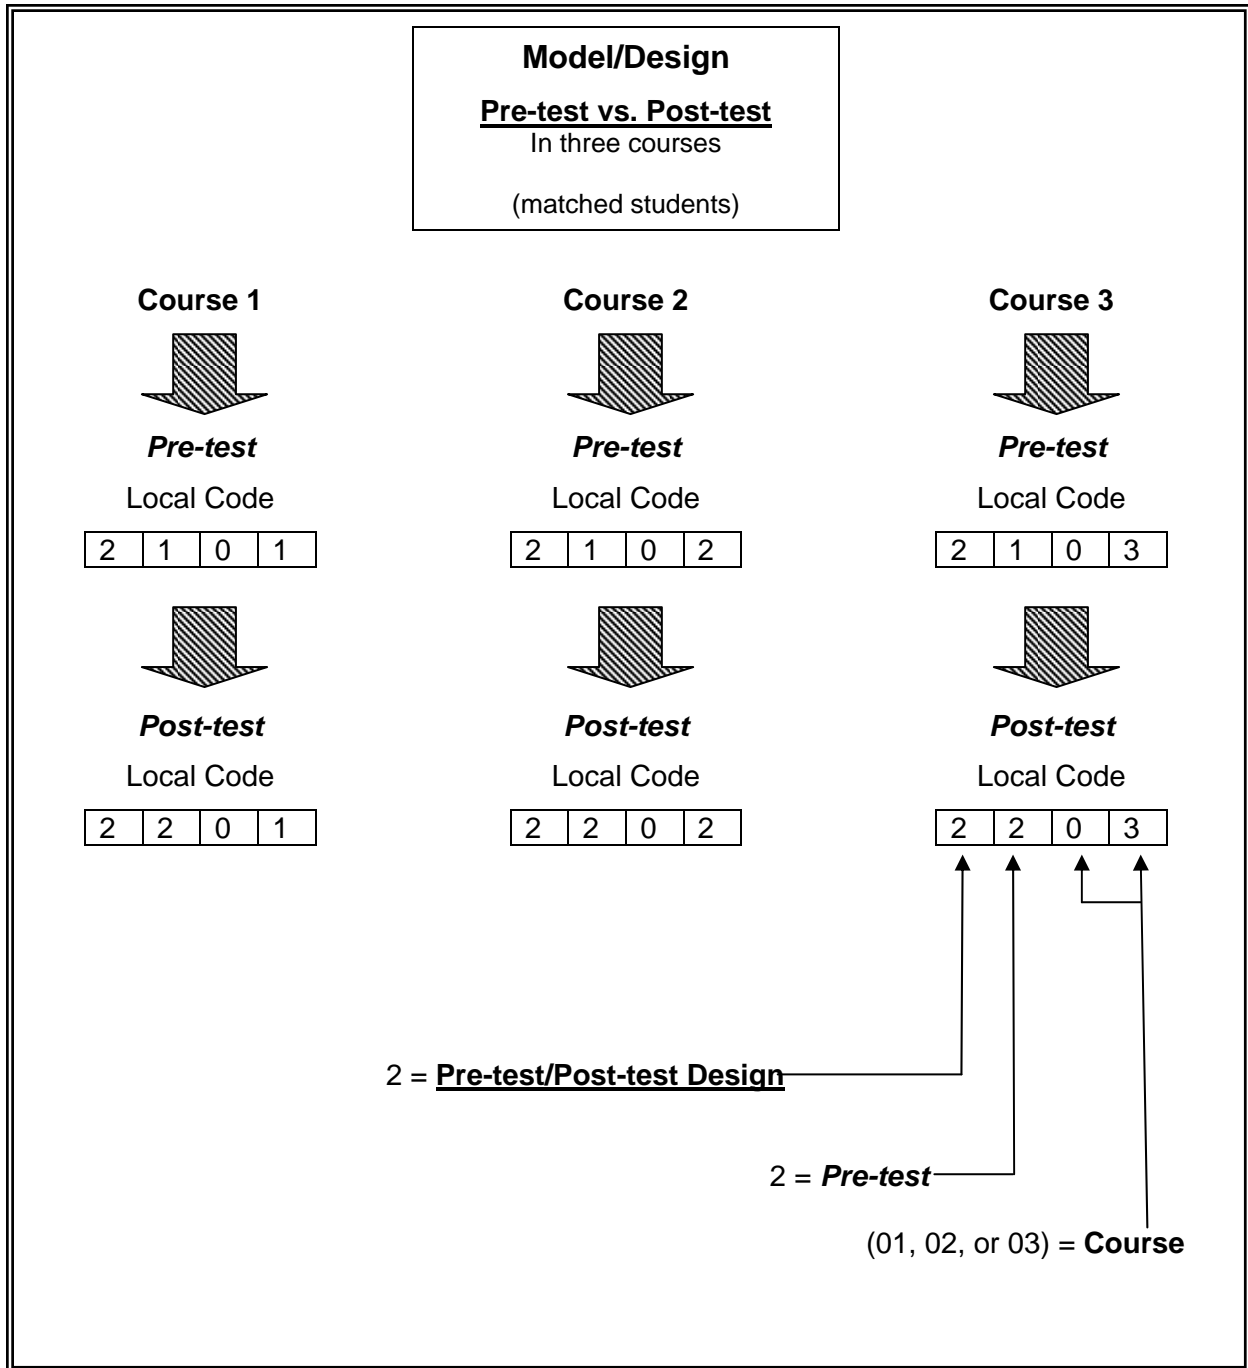 Model/Design
Pre-test vs. Post-test
In three courses
(matched students)
Course 1 Course 2 Course 3
Pre-test Pre-test Pre-test
Local Code Local Code Local Code
2 1 0 1 2 1 0 2 2 1 0 3
Post-test Post-test Post-test
Local Code Local Code Local Code
2 2 0 1 2 2 0 2 2 2 0 3
2 = Pre-test/Post-test Design
2 = Pre-test
(01, 02, or 03) = Course